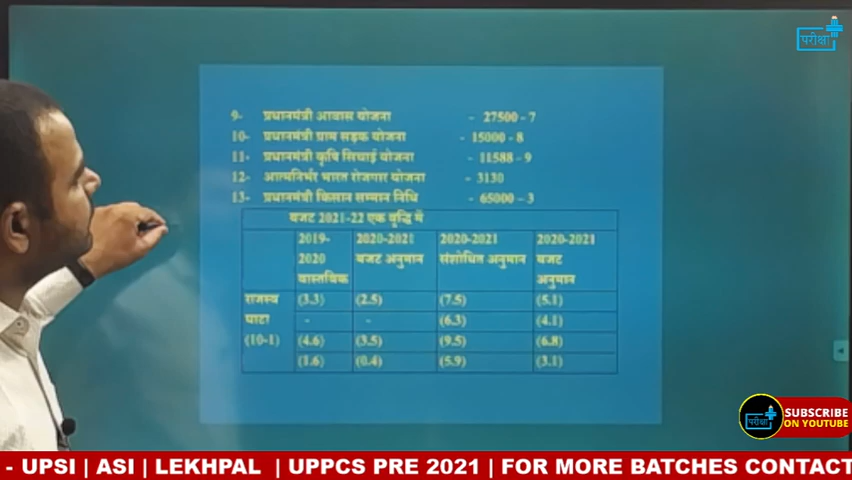 परीक्षा
9- प्रधानमंत्री आवास योजना - 27500 - 7
10- प्रधानमंत्री ग्राम सड़क योजना - 15000 - 8
11- प्रधानमंत्री कृषि सिचाई योजना - 11588 - 9
12- आत्मनिर्भर भारत रोजगार योजना - 3130
13- प्रधानमंत्री किसान सम्मान निधि - 65000 - 3
बजट 2021-22 एक वृद्धि में
2019- 2020-2021 2020-2021 2020-2021
2020 बजट अनुमान संशोधित अनुमान बजट
वास्तविक अनुमान
राजस्व (3.3) (2.5) (7.5) (5.1)
घाटा - - (6.3) (4.1)
(10-1) (4.6) (3.5) (9.5) (6.8)
(1.6) (0.4) (5.9) (3.1)
परीक्षा
SUBSCRIBE
ON YOUTUBE
- UPSI | ASI | LEKHPAL | UPPCS PRE 2021 | FOR MORE BATCHES CONTACT